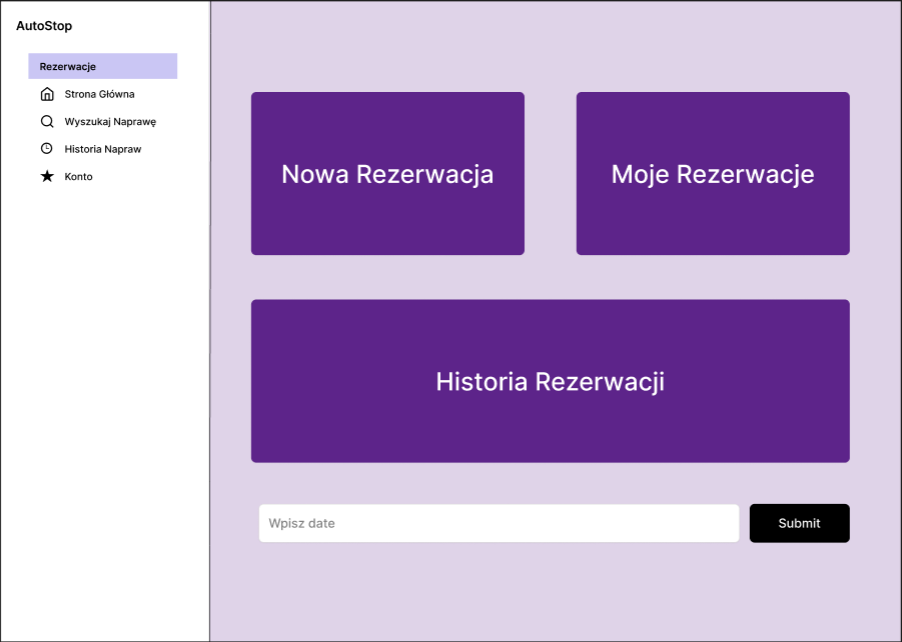 AutoStop
Rezerwacje
Strona Główna
Wyszukaj Naprawę
Historia Napraw
Konto
Nowa Rezerwacja
Moje Rezerwacje
Historia Rezerwacji
Wpisz date
Submit